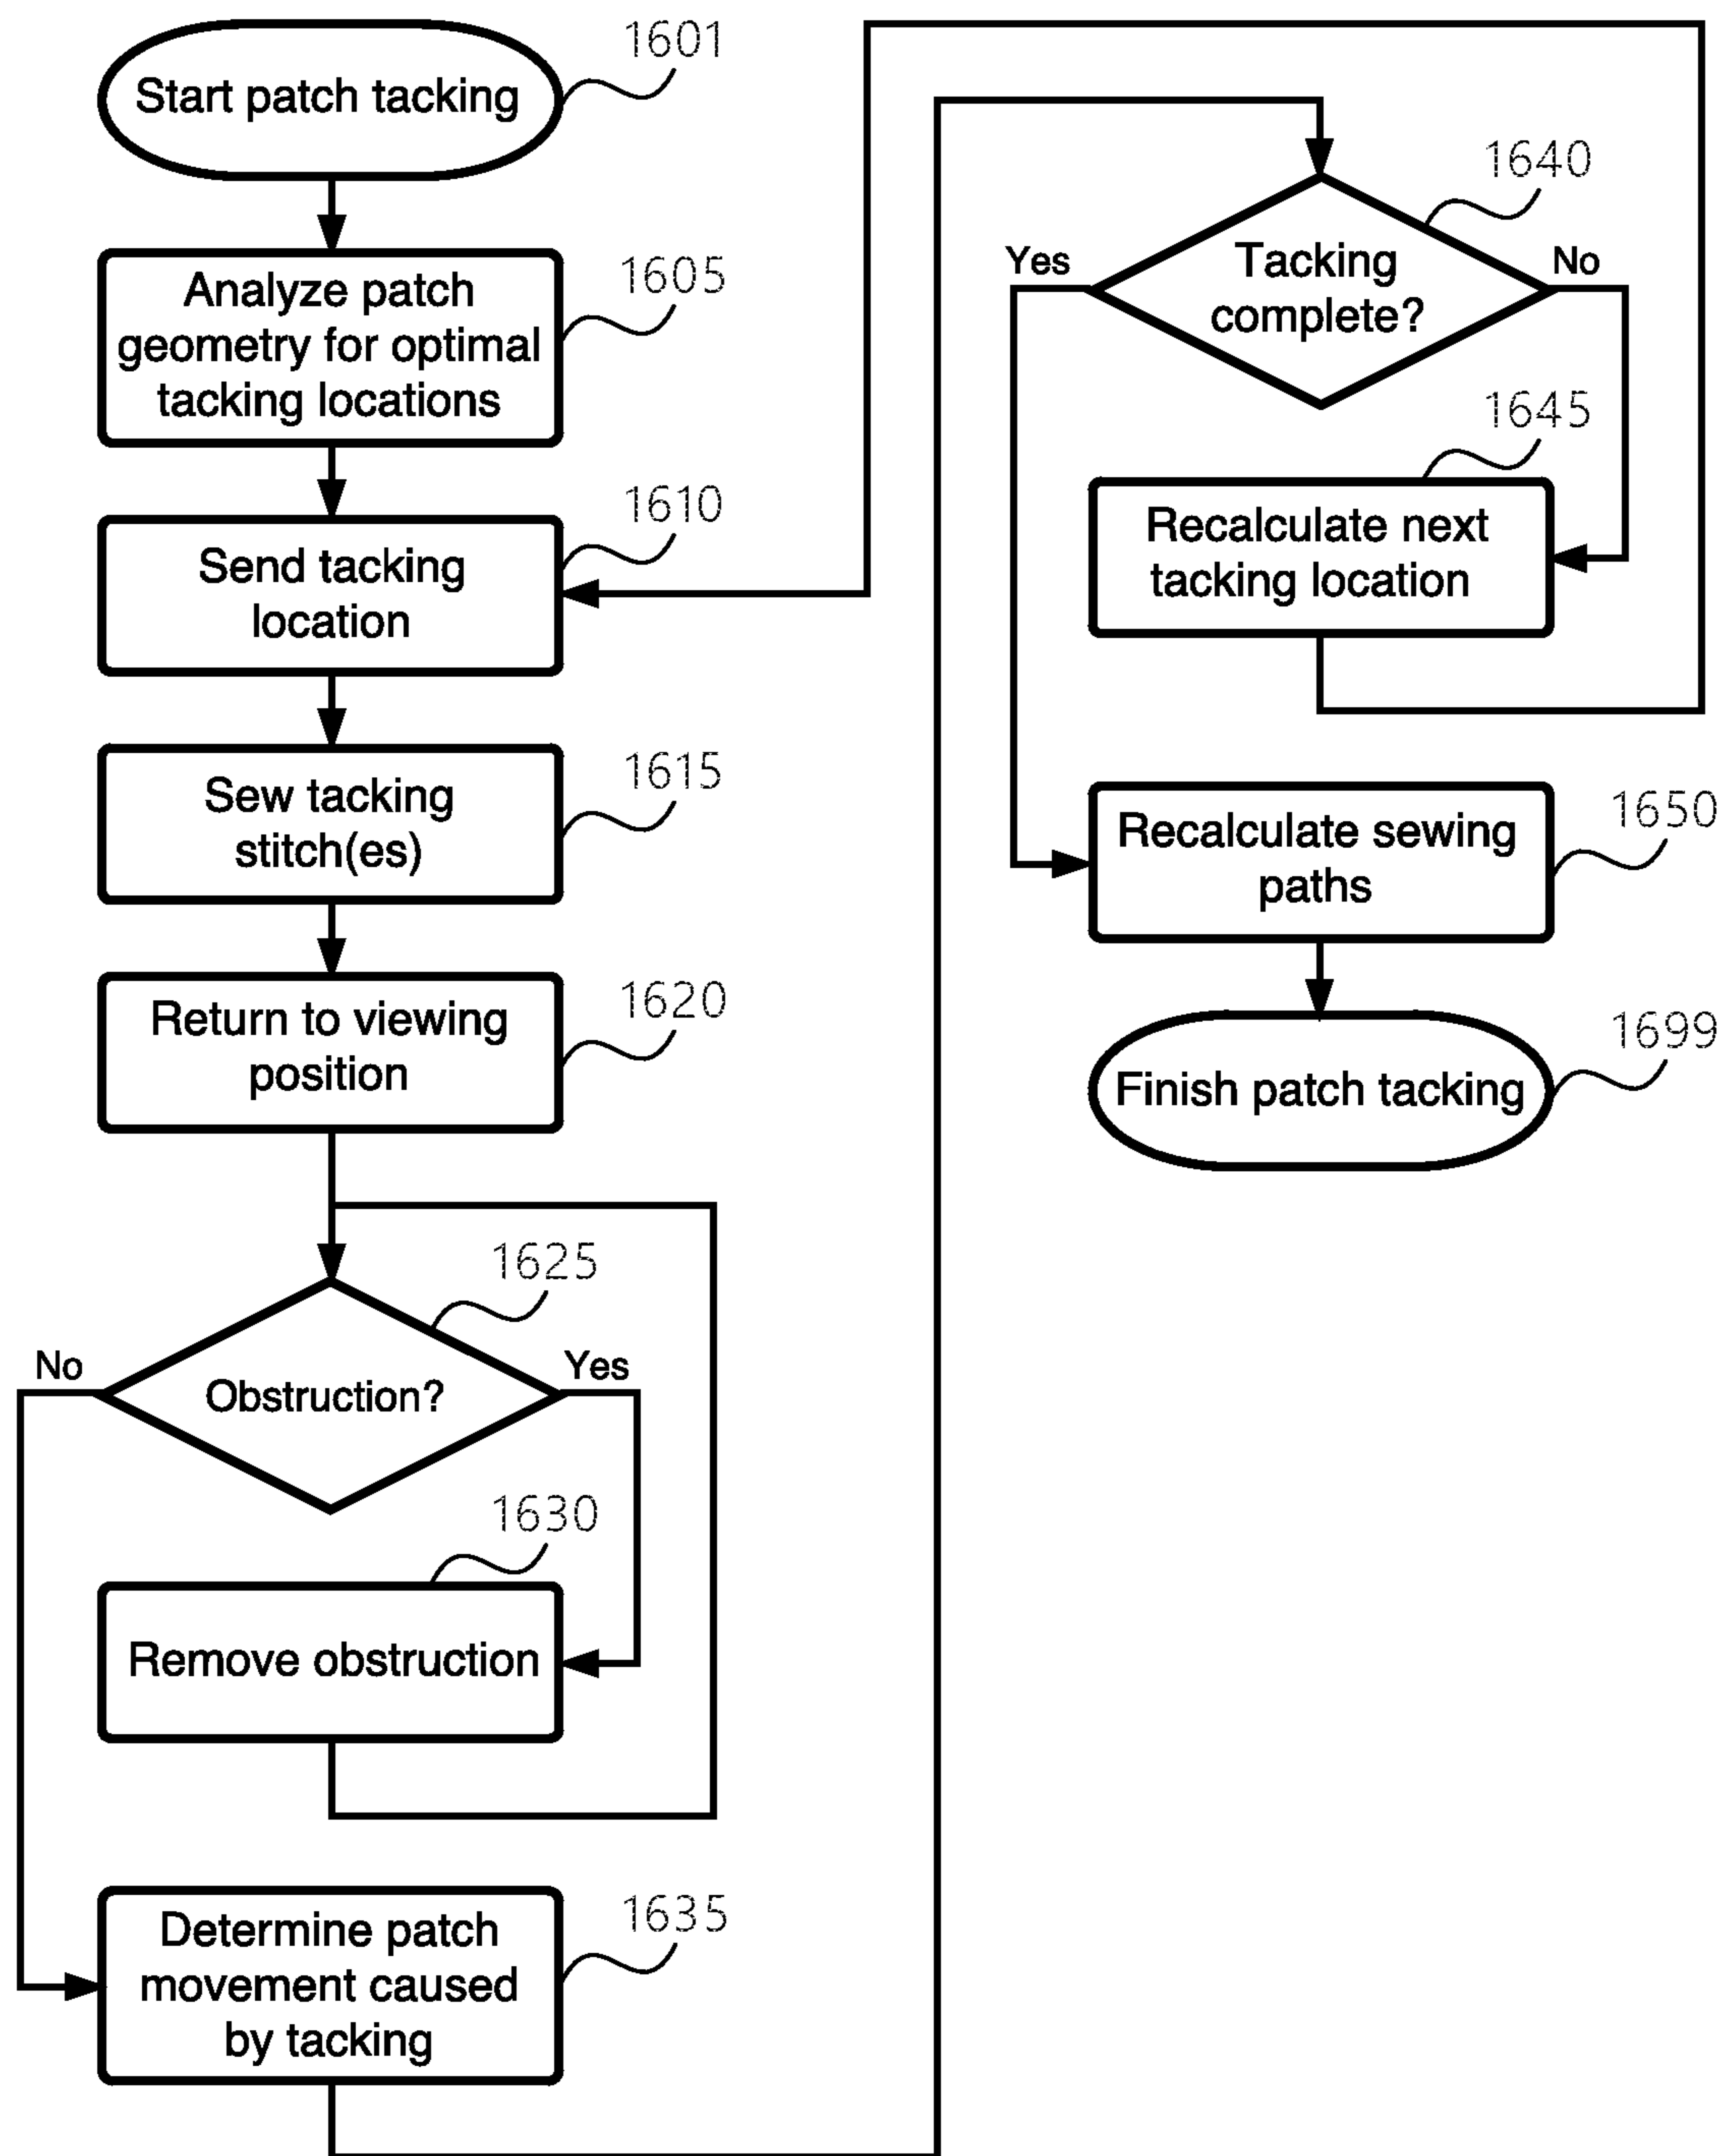 Start patch tacking
1601
Analyze patch
geometry for optimal
tacking locations
1605
Send tacking
location
1610
Sew tacking
stitch(es)
1615
Return to viewing
position
1620
Obstruction?
1625
No
Yes
Remove obstruction
1630
Determine patch
movement caused
by tacking
1635
Tacking
complete?
1640
Yes
No
Recalculate next
tacking location
1645
Recalculate sewing
paths
1650
Finish patch tacking
1699